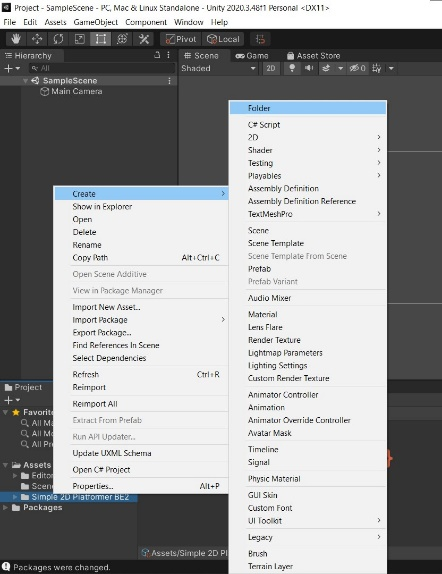 Project - SampleScene - PC, Mac & Linux Standalone - Unity 2020.3.48f1 Personal <DX11>
File Edit Assets GameObject Component Window Help
Pivot Local
Hierarchy
Scene Game Asset Store
All
Shaded 2D 0
SampleScene
Main Camera
Create
Show in Explorer
Open
Delete
Rename
Copy Path Alt+Ctrl+C
Open Scene Additive
View in Package Manager
Import New Asset...
Import Package
Export Package...
Find References In Scene
Select Dependencies
Refresh Ctrl+R
Reimport
Reimport All
Extract From Prefab
Run API Updater...
Update UXML Schema
Open C# Project
Properties... Alt+P
Folder
C# Script
2D
Shader
Testing
Playables
Assembly Definition
Assembly Definition Reference
TextMeshPro
Scene
Scene Template
Scene Template From Scene
Prefab
Prefab Variant
Audio Mixer
Material
Lens Flare
Render Texture
Lightmap Parameters
Lighting Settings
Custom Render Texture
Animator Controller
Animation
Animator Override Controller
Avatar Mask
Timeline
Signal
Physic Material
GUI Skin
Custom Font
UI Toolkit
Legacy
Brush
Terrain Layer
Project
Favorite
All Ma
All Mo
All Pr
Assets
Editor
Scene
Simple 2D Platformer BE2
Packages
Assets/Simple 2D Pl
Packages were changed.